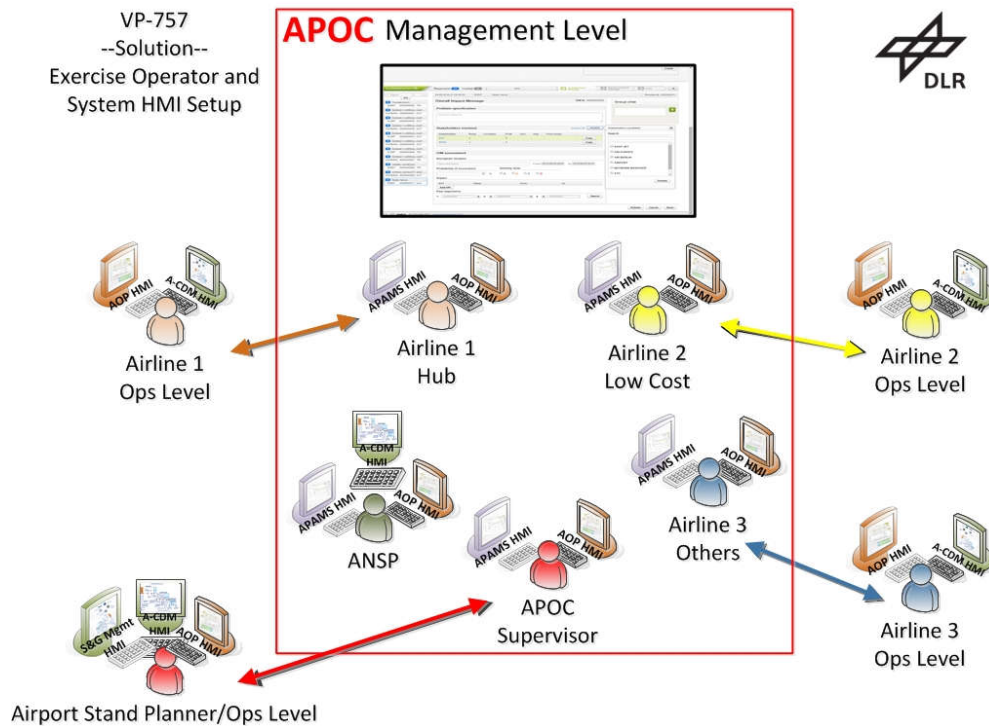 VP-757
--Solution--
Exercise Operator and
System HMI Setup
APOC Management Level
DLR
AOP HMI
A-CDM HMI
Airline 1
Ops Level
APAMS HMI
AOP HMI
Airline 1
Hub
APAMS HMI
AOP HMI
Airline 2
Low Cost
AOP HMI
A-CDM HMI
Airline 2
Ops Level
A-CDM
HMI
APAMS HMI
AOP HMI
ANSP
APAMS HMI
AOP HMI
APOC
Supervisor
APAMS HMI
AOP HMI
Airline 3
Others
AOP HMI
A-CDM HMI
Airline 3
Ops Level
S&G Mgmt
HMI
A-CDM
HMI
AOP HMI
Airport Stand Planner/Ops Level